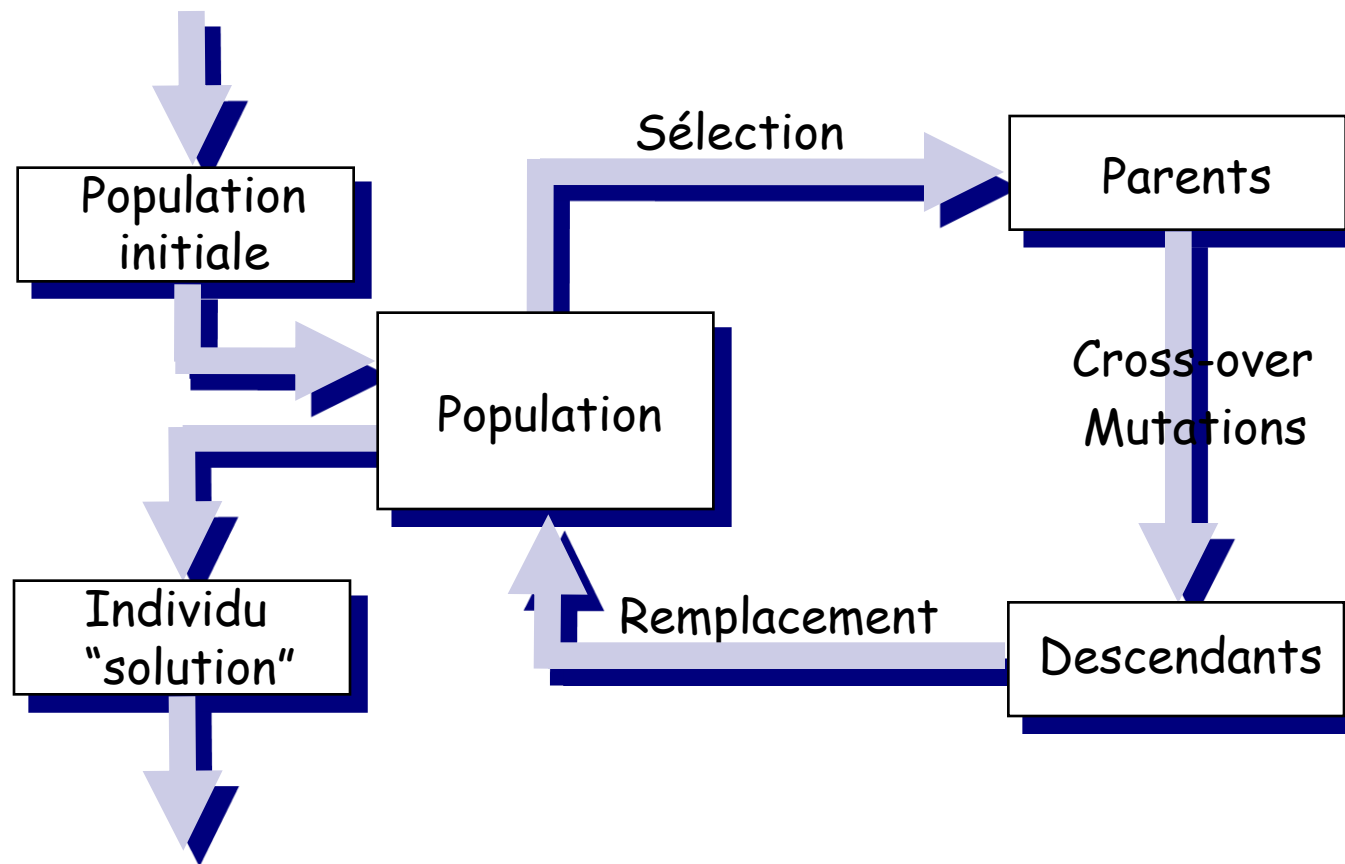 Sélection
Parents
Population
initiale
Cross-over
Mutations
Population
Individu
“solution”
Remplacement
Descendants